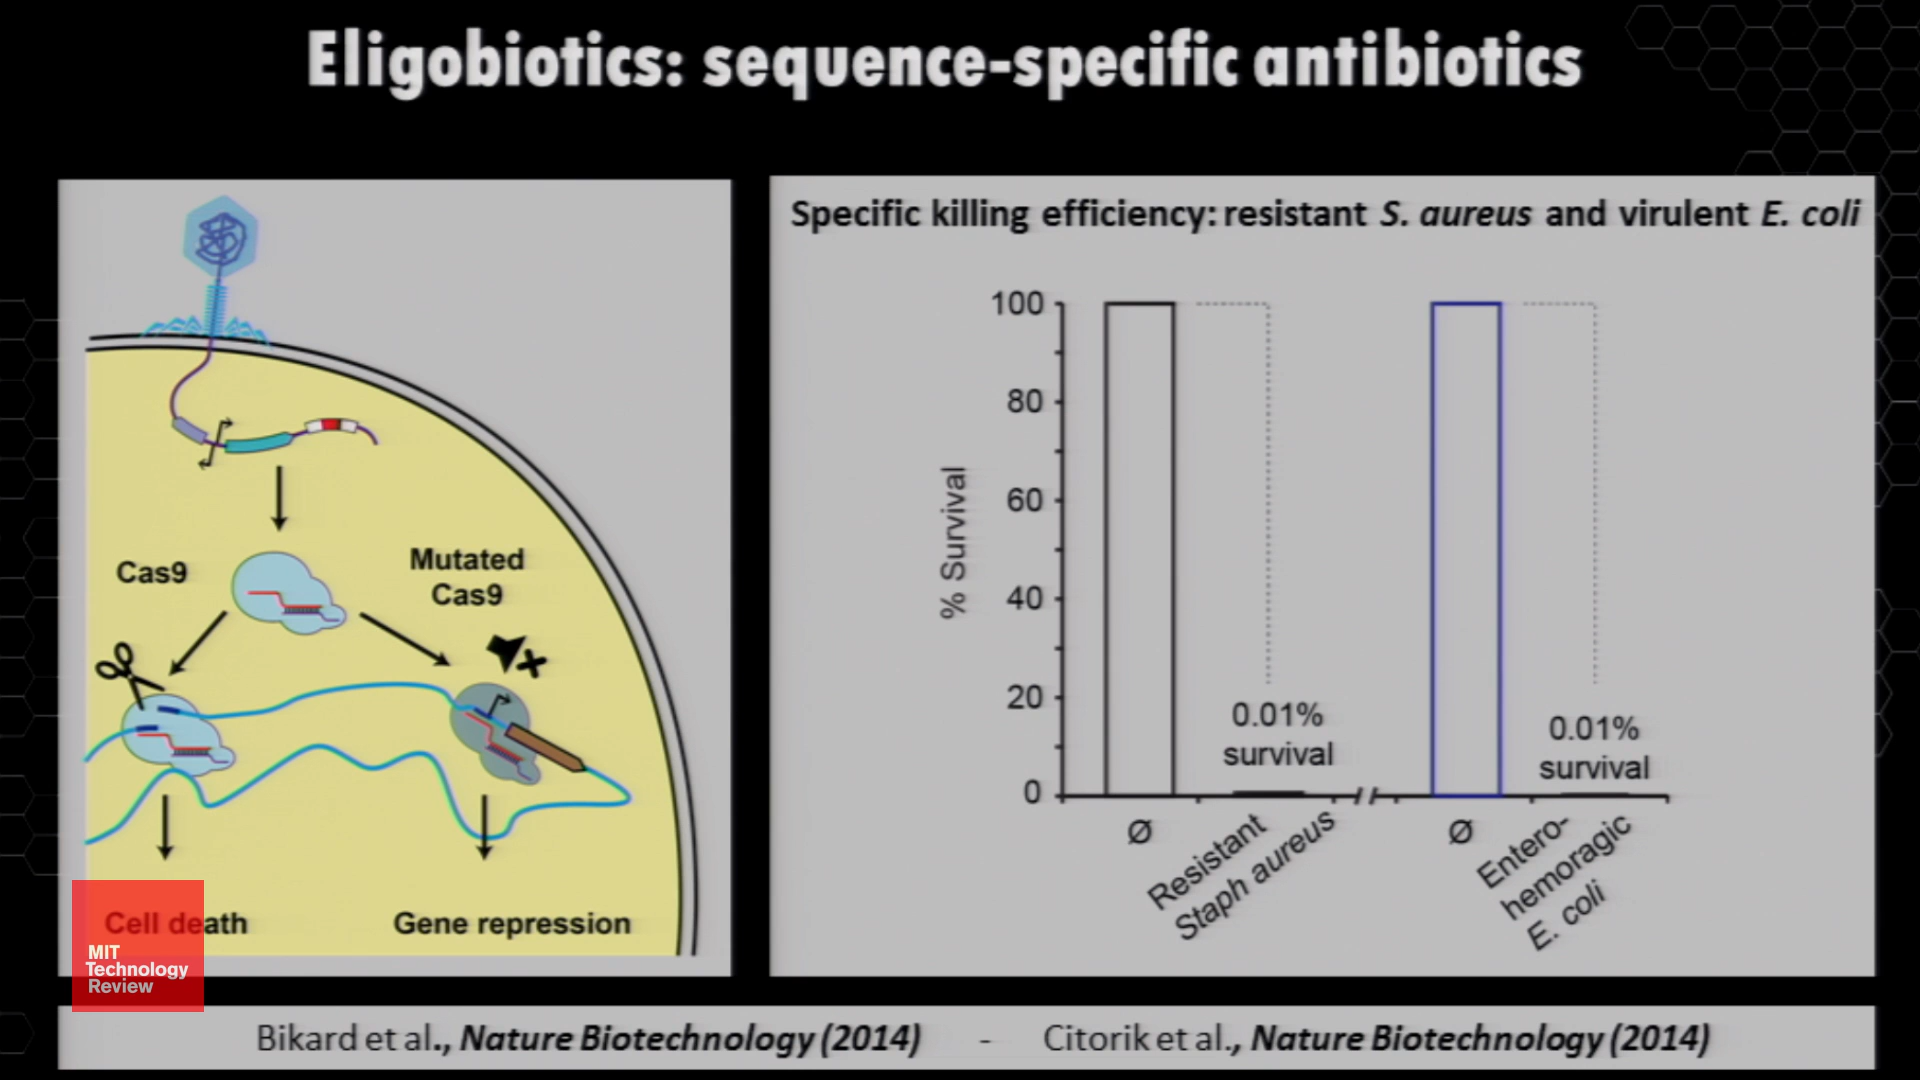 Eligobiotics: sequence-specific antibiotics
Cas9
Mutated
Cas9
Cell death
Gene repression
Specific killing efficiency: resistant S. aureus and virulent E. coli
% Survival
100
80
60
40
20
0
0.01%
survival
0.01%
survival
Ø
Resistant
Staph aureus
Ø
Entero-
hemoragic
E. coli
MIT
Technology
Review
Bikard et al., Nature Biotechnology (2014) - Citorik et al., Nature Biotechnology (2014)